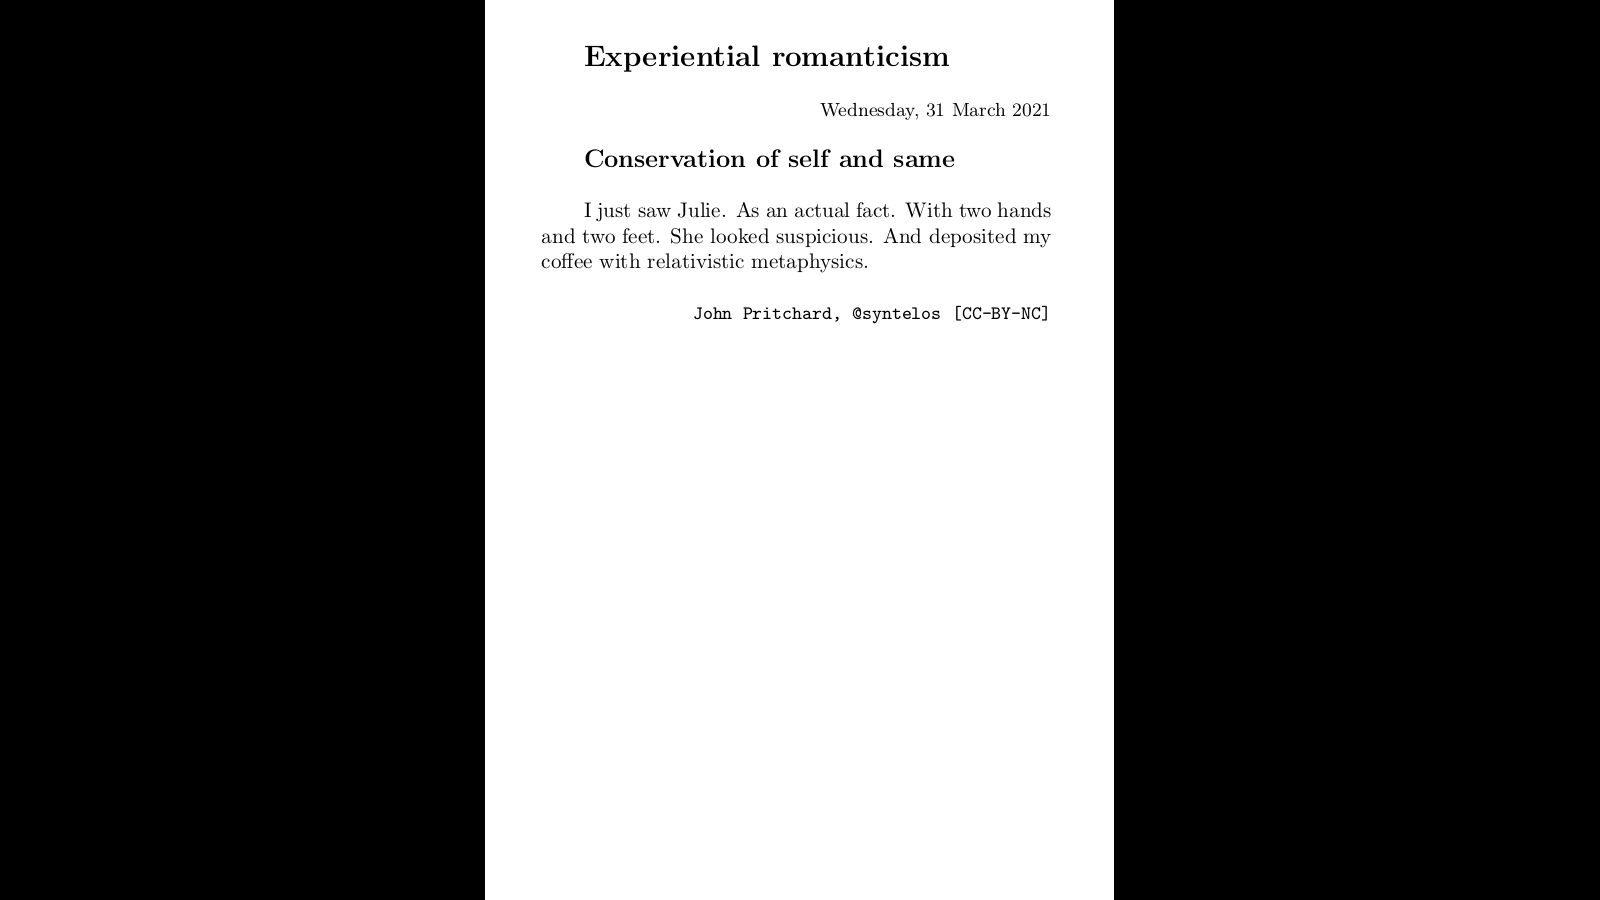 Experiential romanticism
Wednesday, 31 March 2021
Conservation of self and same
I just saw Julie. As an actual fact. With two hands
and two feet. She looked suspicious. And deposited my
coffee with relativistic metaphysics.
John Pritchard, @syntelos [CC-BY-NC]